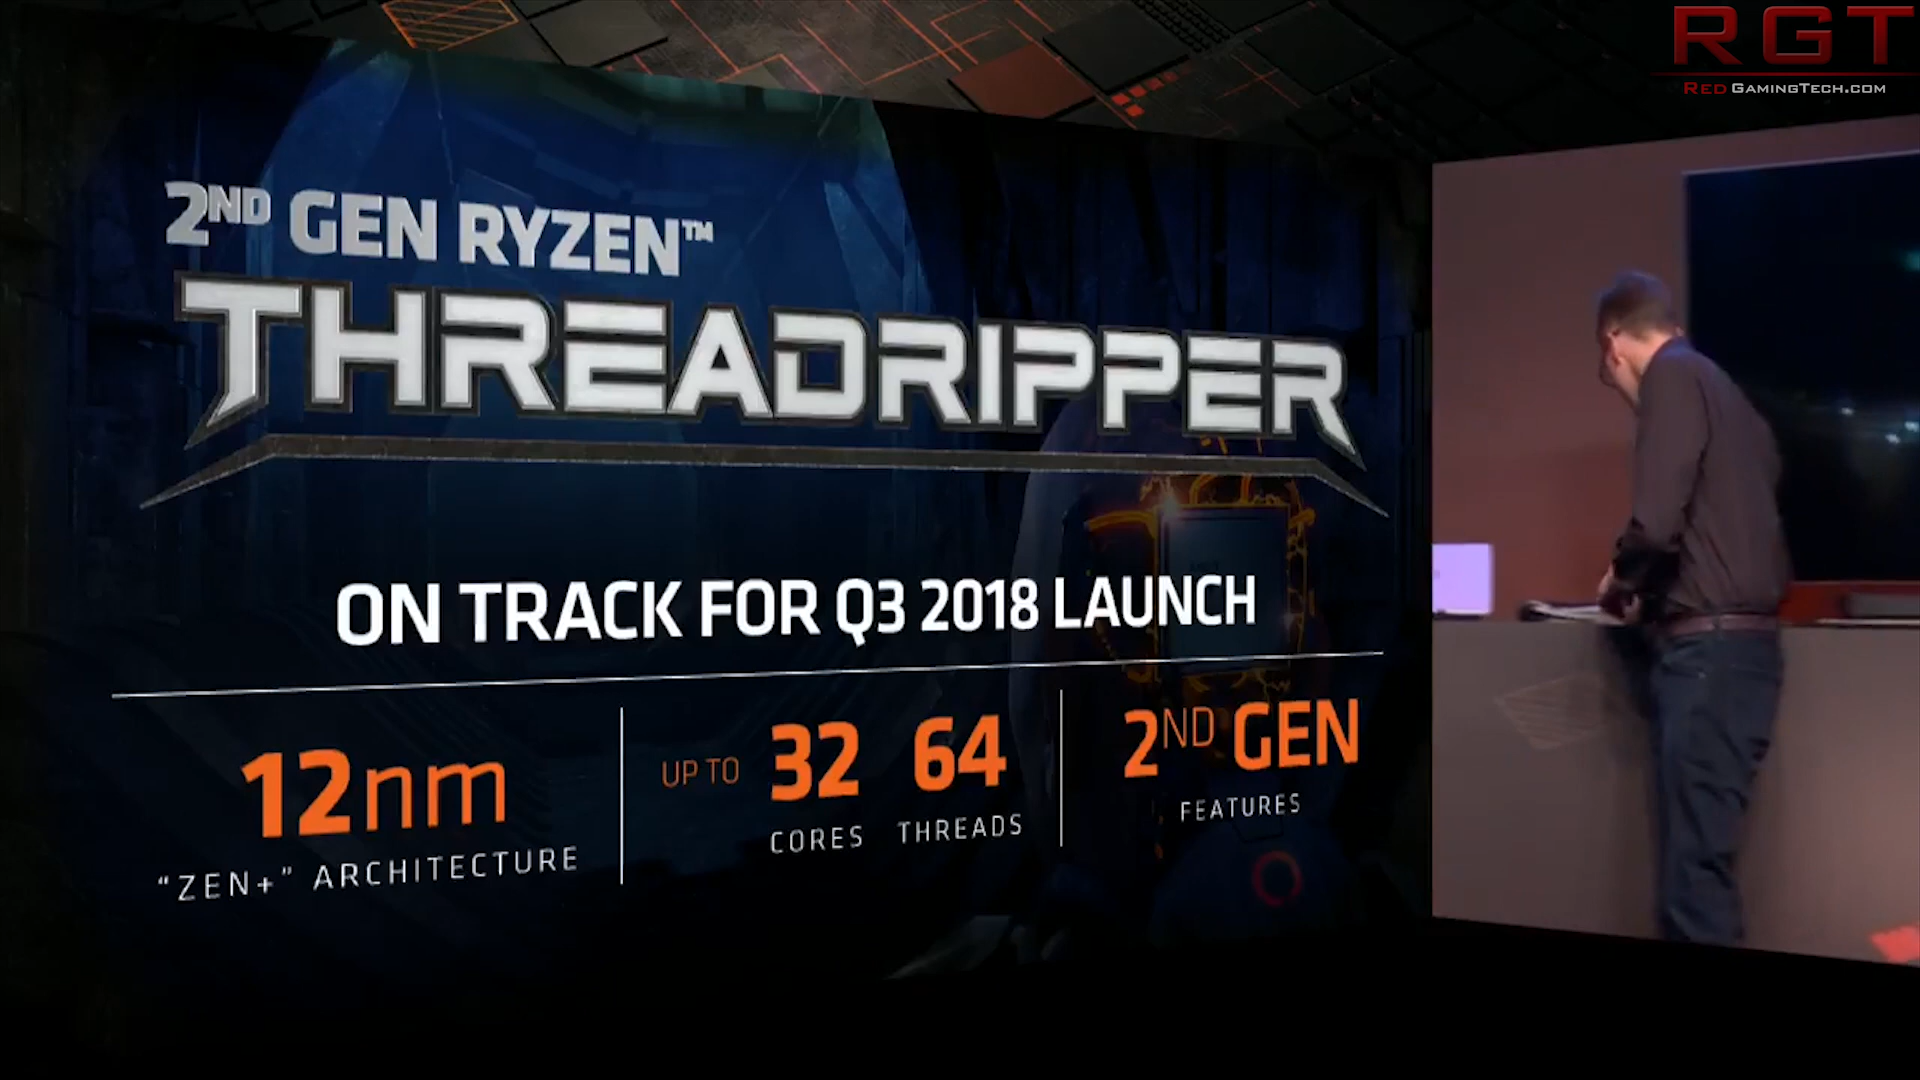 RGT
RED GAMINGTECH.COM
2ND GEN RYZEN™
THREADRIPPER
ON TRACK FOR Q3 2018 LAUNCH
12nm
"ZEN+" ARCHITECTURE
UP TO 32 64
CORES THREADS
2ND GEN
FEATURES